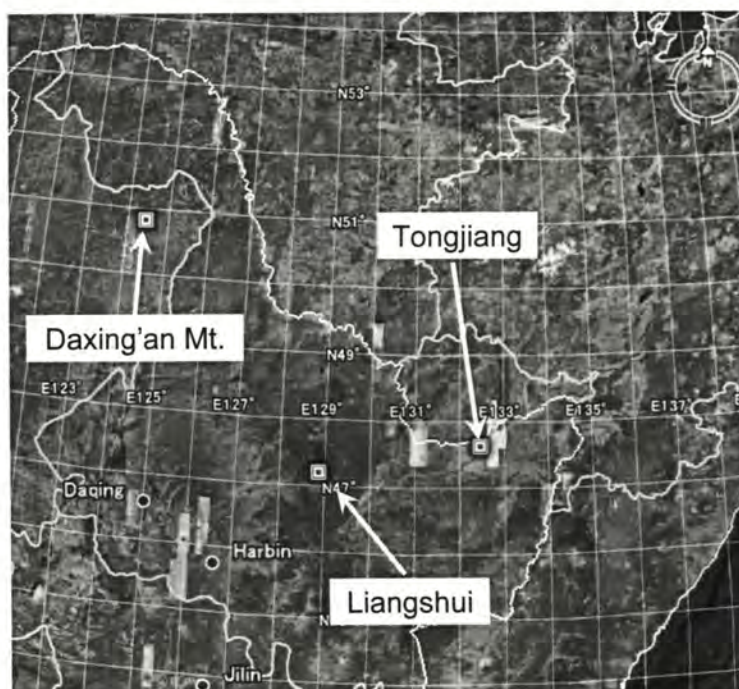 N
N53°
N51°
Tongjiang
Daxing'an Mt.
N49°
E123° E125° E127° E129° E131° E133° E135° E137°
Daqing
N47°
Harbin
Liangshui
Jilin